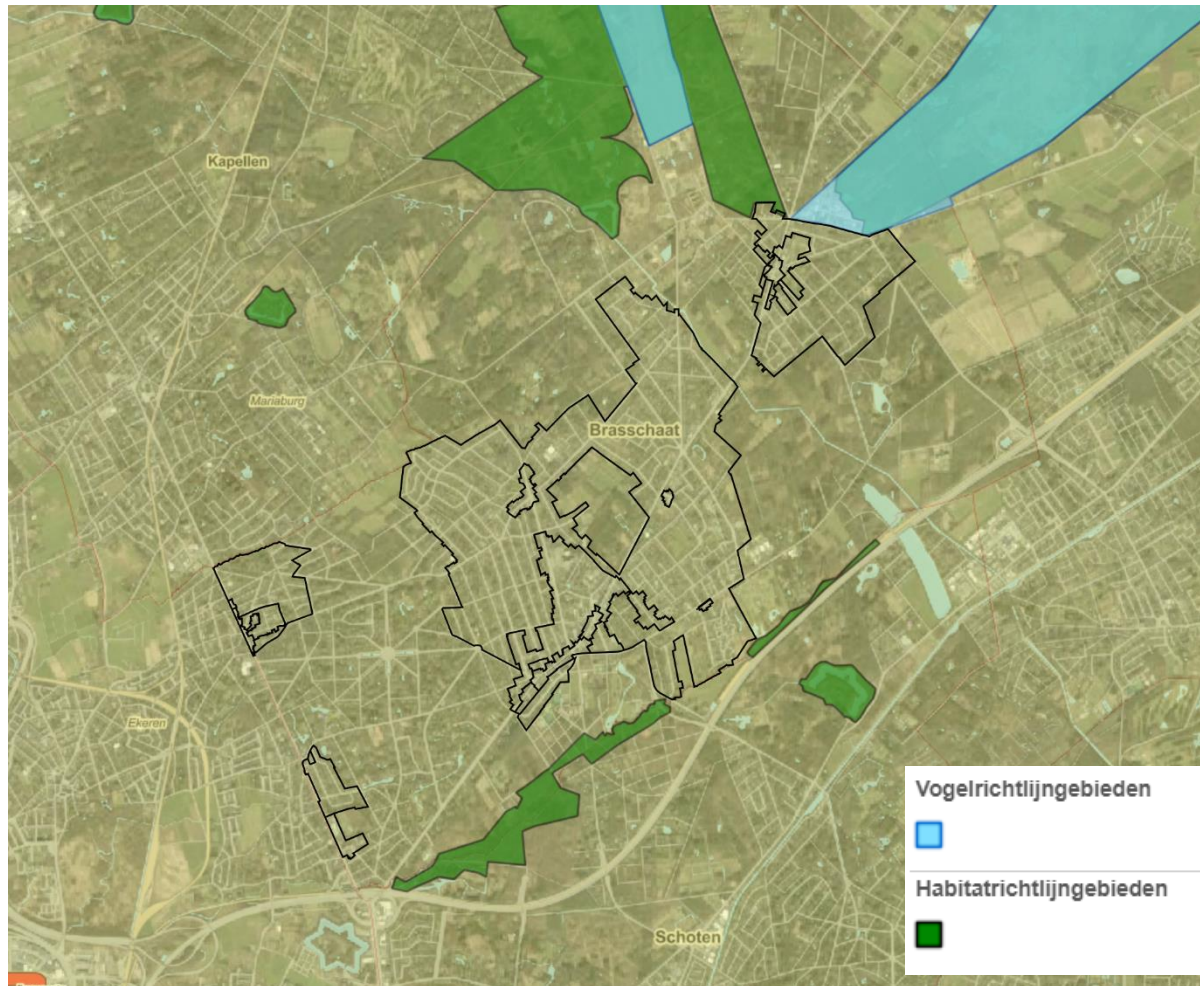 Kapellen
Mariaburg
Brasschaat
Ekeren
Schoten
Vogelrichtlijngebieden
Habitatrichtlijngebieden